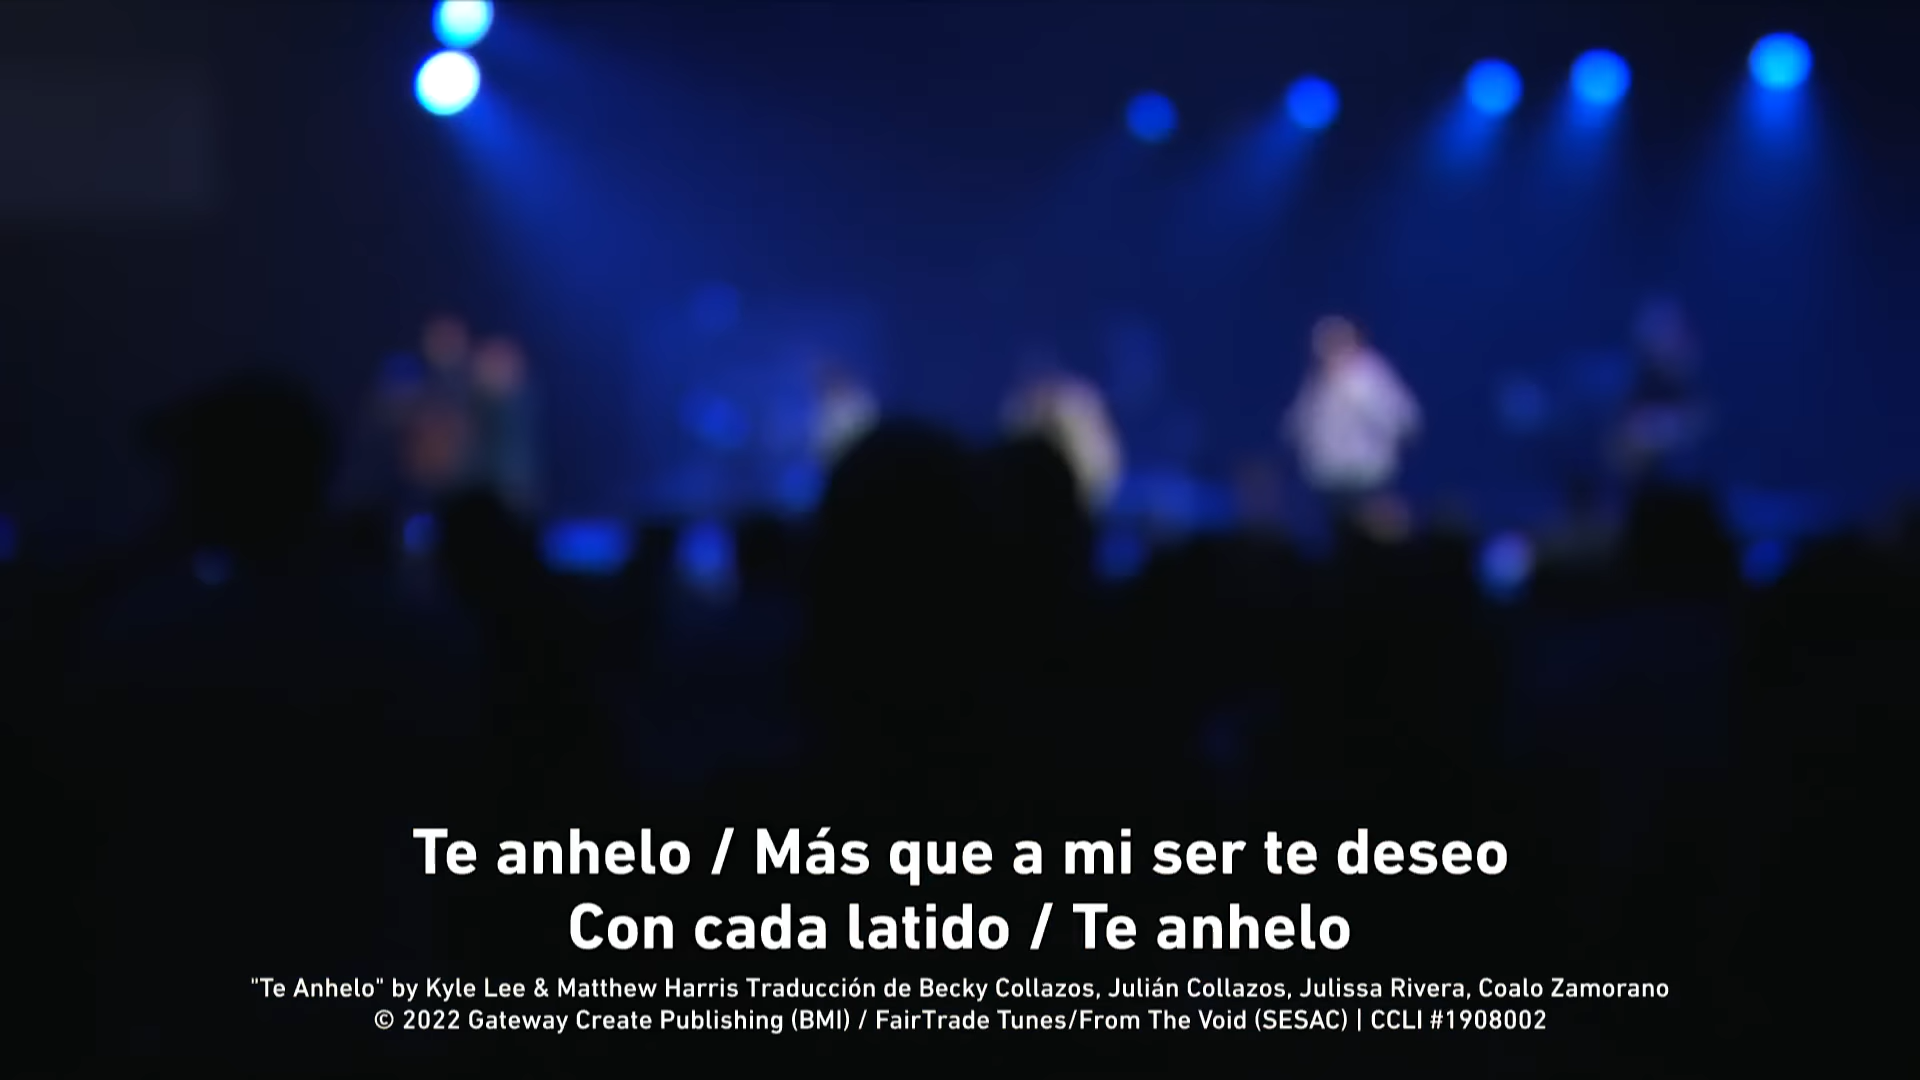 Te anhelo / Más que a mi ser te deseo
Con cada latido / Te anhelo
"Te Anhelo" by Kyle Lee & Matthew Harris Traducción de Becky Collazos, Julián Collazos, Julissa Rivera, Coalo Zamorano
© 2022 Gateway Create Publishing (BMI) / FairTrade Tunes/From The Void (SESAC) | CCLI #1908002